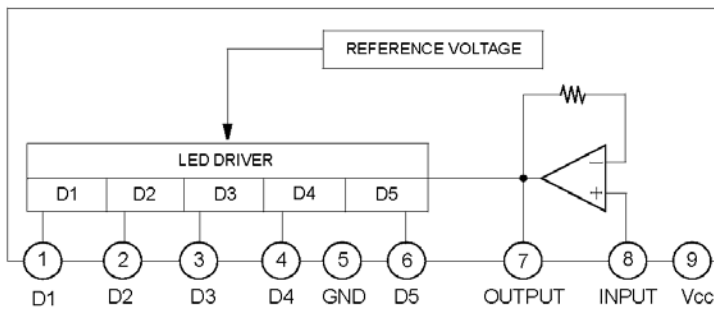 REFERENCE VOLTAGE
LED DRIVER
D1 D2 D3 D4 D5
−
+
1 2 3 4 5 6 7 8 9
D1 D2 D3 D4 GND D5 OUTPUT INPUT Vcc